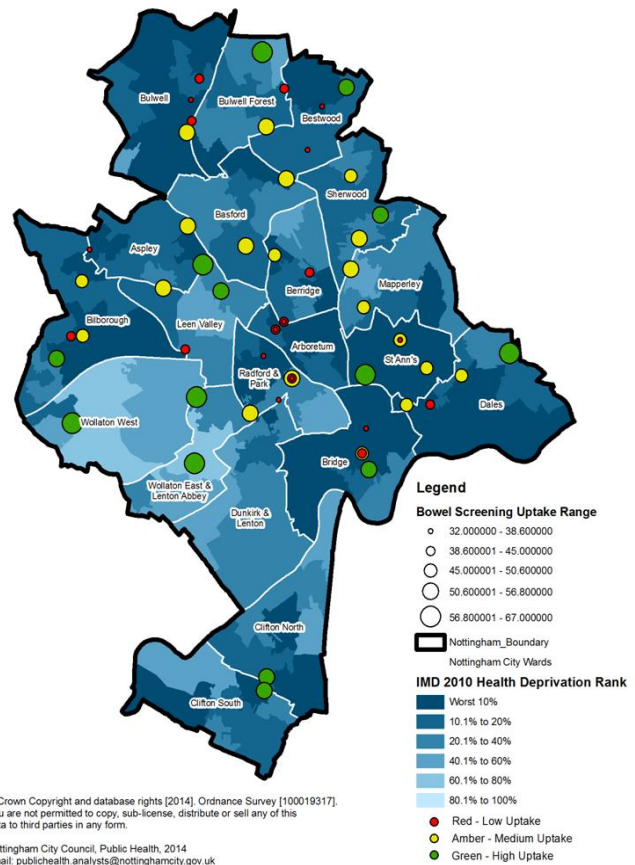 Bulwell
Bulwell Forest
Bestwood
Sherwood
Basford
Aspley
Mapperley
Berridge
Leen Valley
Bilborough
Arboretum
St Ann's
Radford &
Park
Dales
Wollaton West
Bridge
Wollaton East &
Lenton Abbey
Dunkirk &
Lenton
Clifton North
Clifton South
Legend
Bowel Screening Uptake Range
32.000000 - 38.600000
38.600001 - 45.000000
45.000001 - 50.600000
50.600001 - 56.800000
56.800001 - 67.000000
Nottingham_Boundary
Nottingham City Wards
IMD 2010 Health Deprivation Rank
Worst 10%
10.1% to 20%
20.1% to 40%
40.1% to 60%
60.1% to 80%
80.1% to 100%
Red - Low Uptake
Amber - Medium Uptake
Green - High Uptake
Crown Copyright and database rights [2014]. Ordnance Survey [100019317].
u are not permitted to copy, sub-license, distribute or sell any of this
ta to third parties in any form.
ttingham City Council, Public Health, 2014
ail: publichealth.analysts@nottinghamcity.gov.uk